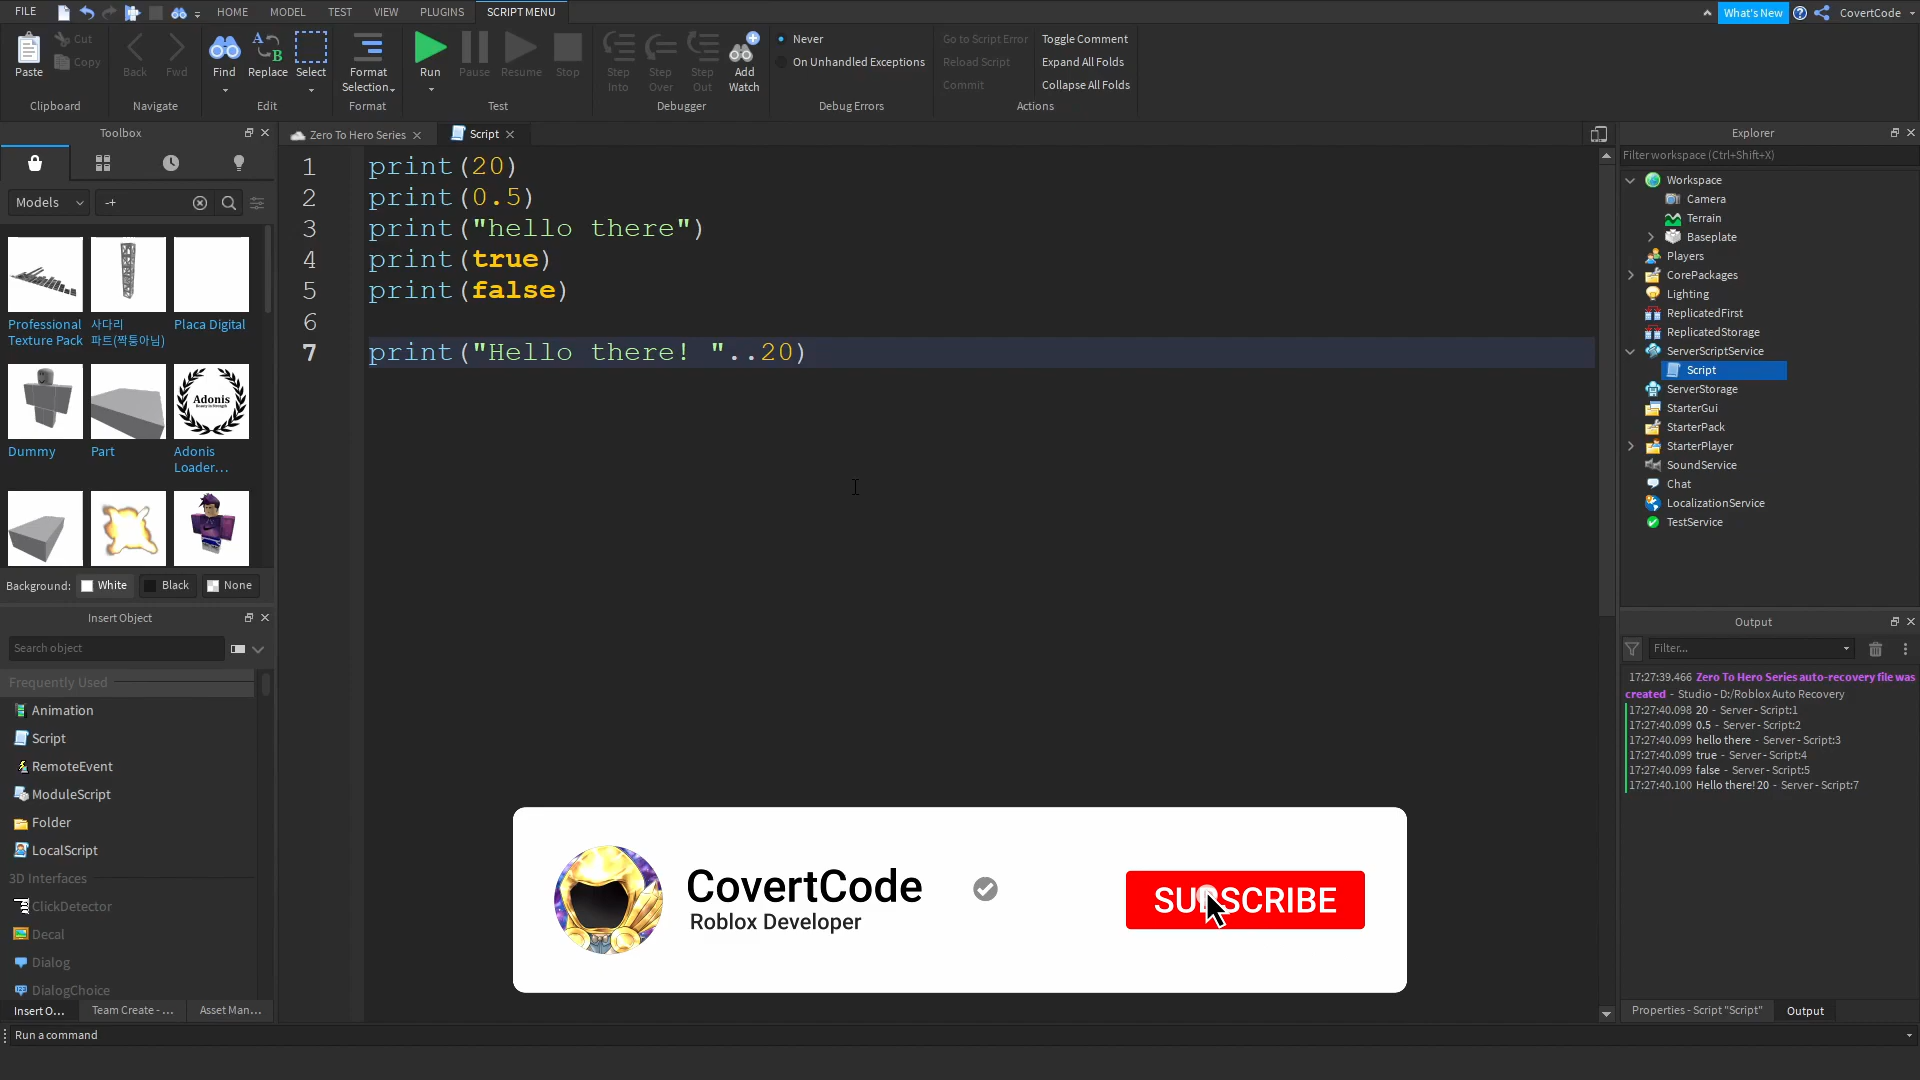 FILE HOME MODEL TEST VIEW PLUGINS SCRIPT MENU What's New CovertCode
Paste
Cut
Copy
Clipboard
Back Fwd
Navigate
Find Replace Select
Edit
Format
Selection
Format
Run Pause Resume Stop
Test
Step
Into
Step
Over
Step
Out
Add
Watch
Debugger
Never
On Unhandled Exceptions
Debug Errors
Go to Script Error
Reload Script
Commit
Toggle Comment
Expand All Folds
Collapse All Folds
Actions
Toolbox
Models
-+
Professional
Texture Pack
사다리
파트(짝퉁아님)
Placa Digital
Dummy
Part
Adonis
Adonis
Loader...
Background: White Black None
Insert Object
Search object
Frequently Used
Animation
Script
RemoteEvent
ModuleScript
Folder
LocalScript
3D Interfaces
ClickDetector
Decal
Dialog
DialogChoice
Insert O... Team Create - ... Asset Man...
Run a command
Zero To Hero Series Script
1 print(20)
2 print(0.5)
3 print("hello there")
4 print(true)
5 print(false)
6
7 print("Hello there! "..20)
CovertCode
Roblox Developer
SUBSCRIBE
Explorer
Filter workspace (Ctrl+Shift+X)
Workspace
Camera
Terrain
Baseplate
Players
CorePackages
Lighting
ReplicatedFirst
ReplicatedStorage
ServerScriptService
Script
ServerStorage
StarterGui
StarterPack
StarterPlayer
SoundService
Chat
LocalizationService
TestService
Output
Filter...
17:27:39.466 Zero To Hero Series auto-recovery file was
created - Studio - D:/Roblox Auto Recovery
17:27:40.098 20 - Server - Script:1
17:27:40.099 0.5 - Server - Script:2
17:27:40.099 hello there - Server - Script:3
17:27:40.099 true - Server - Script:4
17:27:40.099 false - Server - Script:5
17:27:40.100 Hello there! 20 - Server - Script:7
Properties - Script "Script" Output